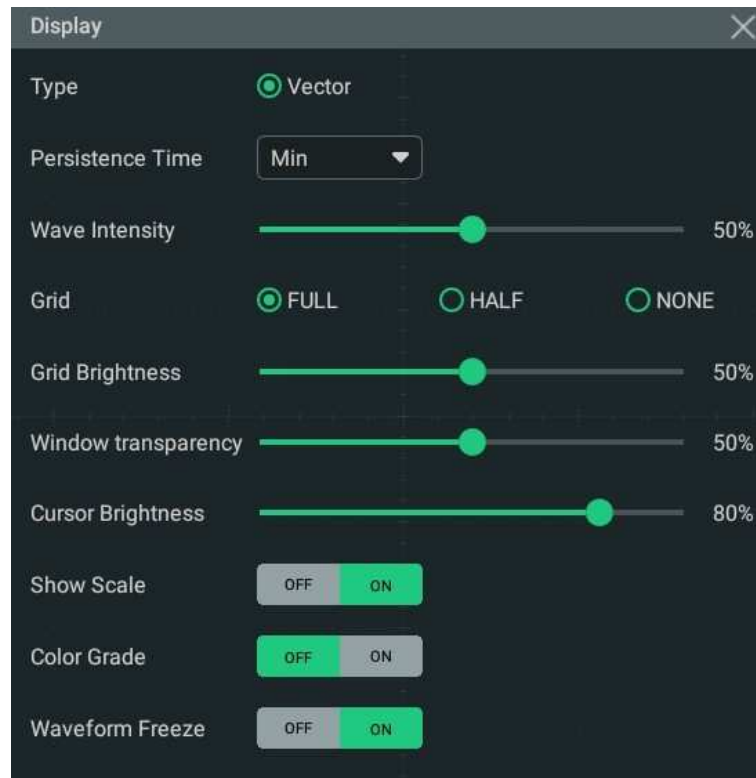 Display
Type Vector
Persistence Time Min
Wave Intensity 50%
Grid FULL HALF NONE
Grid Brightness 50%
Window transparency 50%
Cursor Brightness 80%
Show Scale OFF ON
Color Grade OFF ON
Waveform Freeze OFF ON